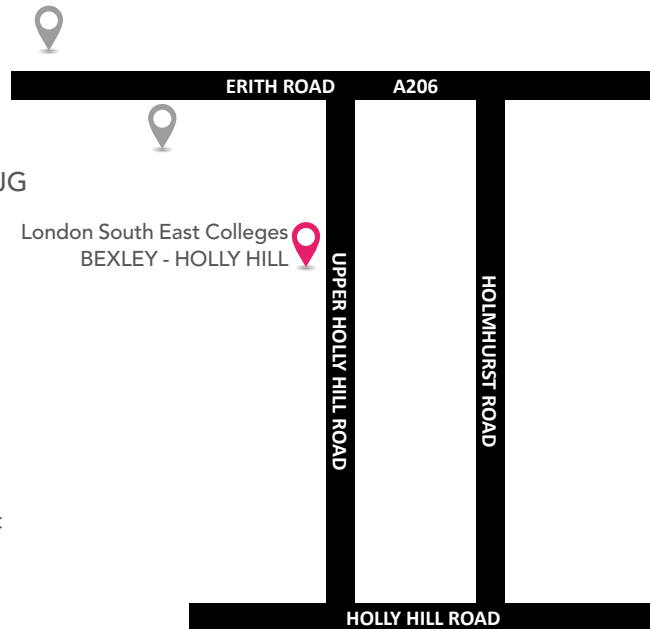 ERITH ROAD A206
JG
London South East Colleges
BEXLEY - HOLLY HILL
UPPER HOLLY HILL ROAD
HOLMHURST ROAD
HOLLY HILL ROAD